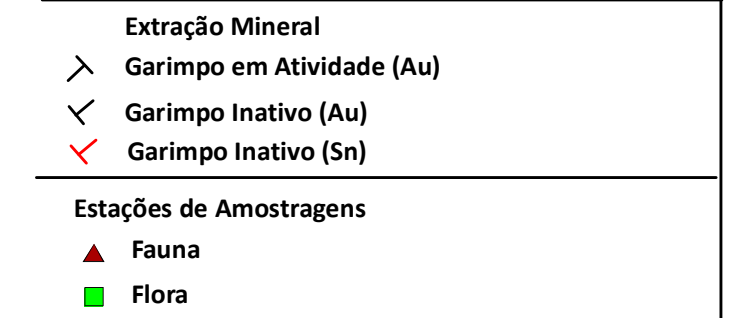 Extração Mineral
Garimpo em Atividade (Au)
Garimpo Inativo (Au)
Garimpo Inativo (Sn)
Estações de Amostragens
Fauna
Flora